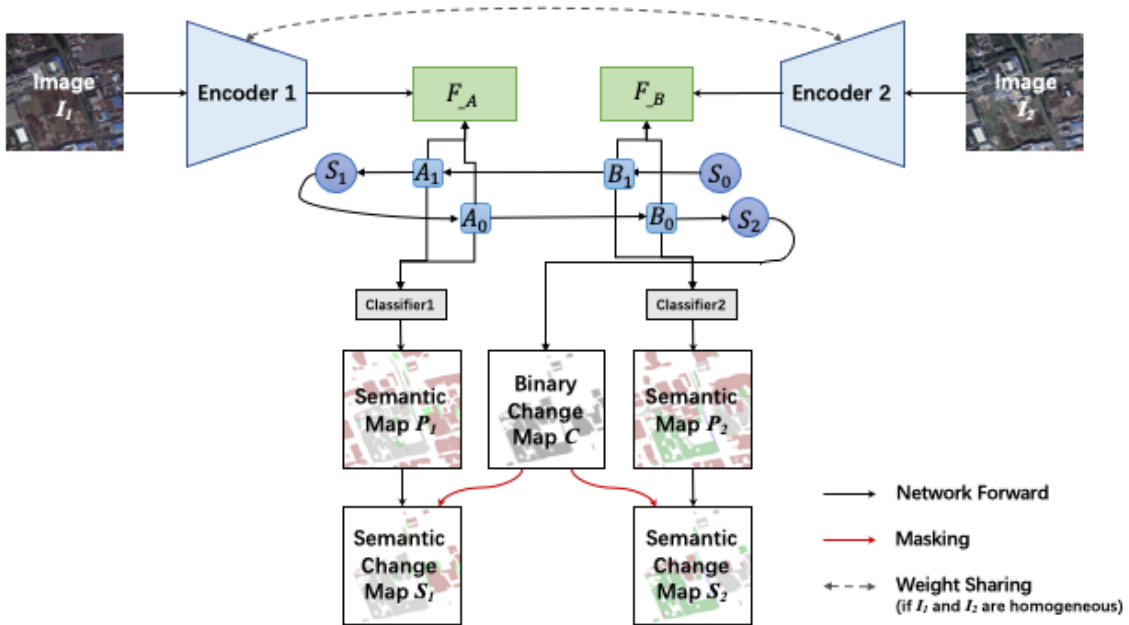 Image
I1
Encoder 1
F_A
F_B
Encoder 2
Image
I2
S1
A1
B1
S0
A0
B0
S2
Classifier1
Classifier2
Semantic
Map P1
Binary
Change
Map C
Semantic
Map P2
Semantic
Change
Map S1
Semantic
Change
Map S2
Network Forward
Masking
Weight Sharing
(if I1 and I2 are homogeneous)